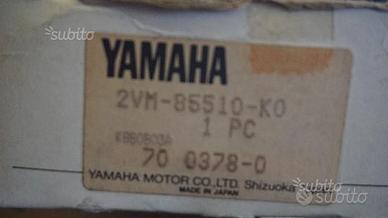 subito
YAMAHA
2VM-85510-K0
1 PC
70 0378-0
YAMAHA MOTOR CO.,LTD. Shizuoka
MADE IN JAPAN
subito